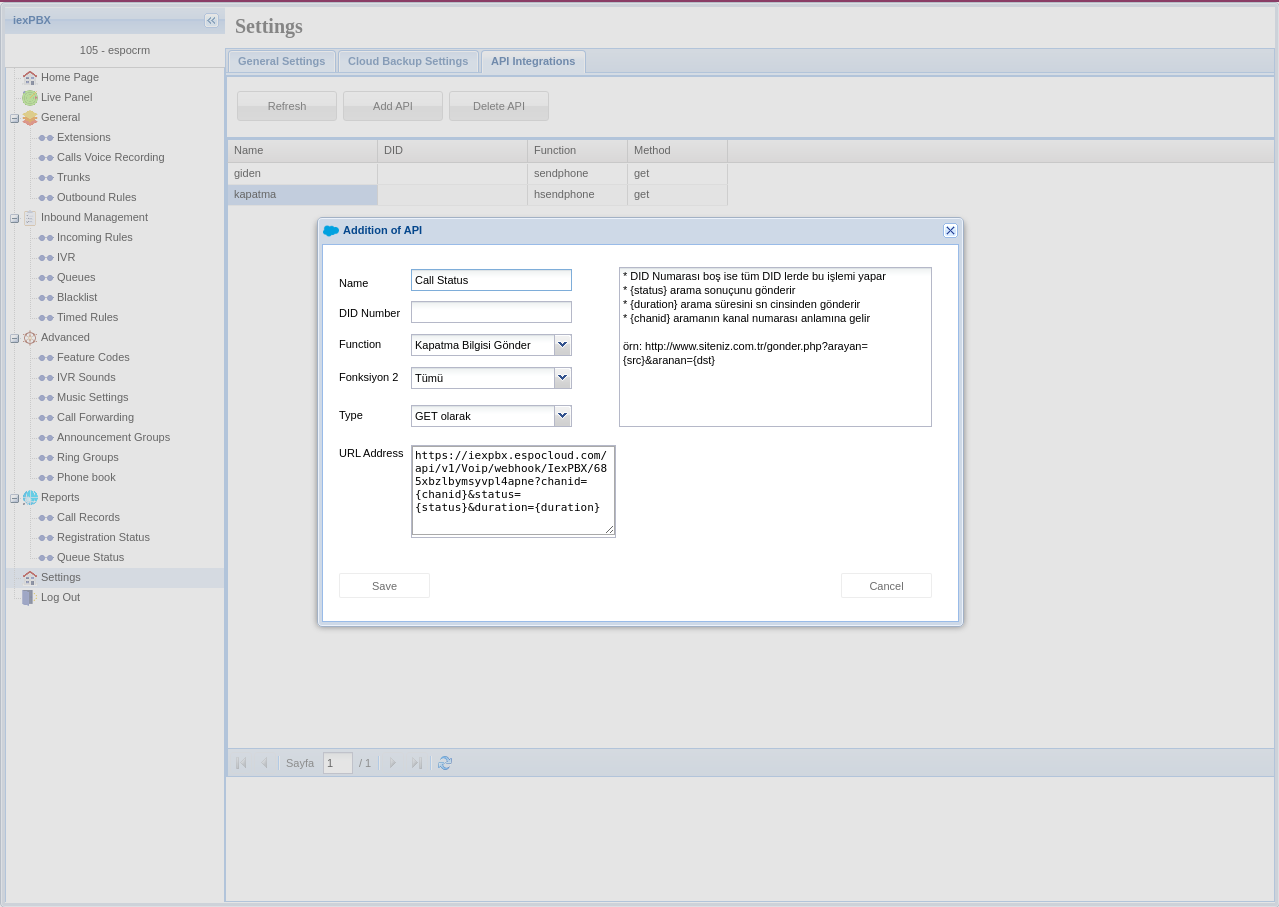 iexPBX
105 - espocrm
Home Page
Live Panel
General
Extensions
Calls Voice Recording
Trunks
Outbound Rules
Inbound Management
Incoming Rules
IVR
Queues
Blacklist
Timed Rules
Advanced
Feature Codes
IVR Sounds
Music Settings
Call Forwarding
Announcement Groups
Ring Groups
Phone book
Reports
Call Records
Registration Status
Queue Status
Settings
Log Out
Settings
General Settings Cloud Backup Settings API Integrations
Refresh Add API Delete API
Name DID Function Method
giden sendphone get
kapatma hsendphone get
Addition of API
Name Call Status
DID Number
Function Kapatma Bilgisi Gönder
Fonksiyon 2 Tümü
Type GET olarak
URL Address
https://iexpbx.espocloud.com/
api/v1/Voip/webhook/IexPBX/68
5xbzlbymsyvpl4apne?chanid=
{chanid}&status=
{status}&duration={duration}
* DID Numarası boş ise tüm DID lerde bu işlemi yapar
* {status} arama sonuçunu gönderir
* {duration} arama süresini sn cinsinden gönderir
* {chanid} aramanın kanal numarası anlamına gelir
örn: http://www.siteniz.com.tr/gonder.php?arayan=
{src}&aranan={dst}
Save Cancel
Sayfa 1 / 1